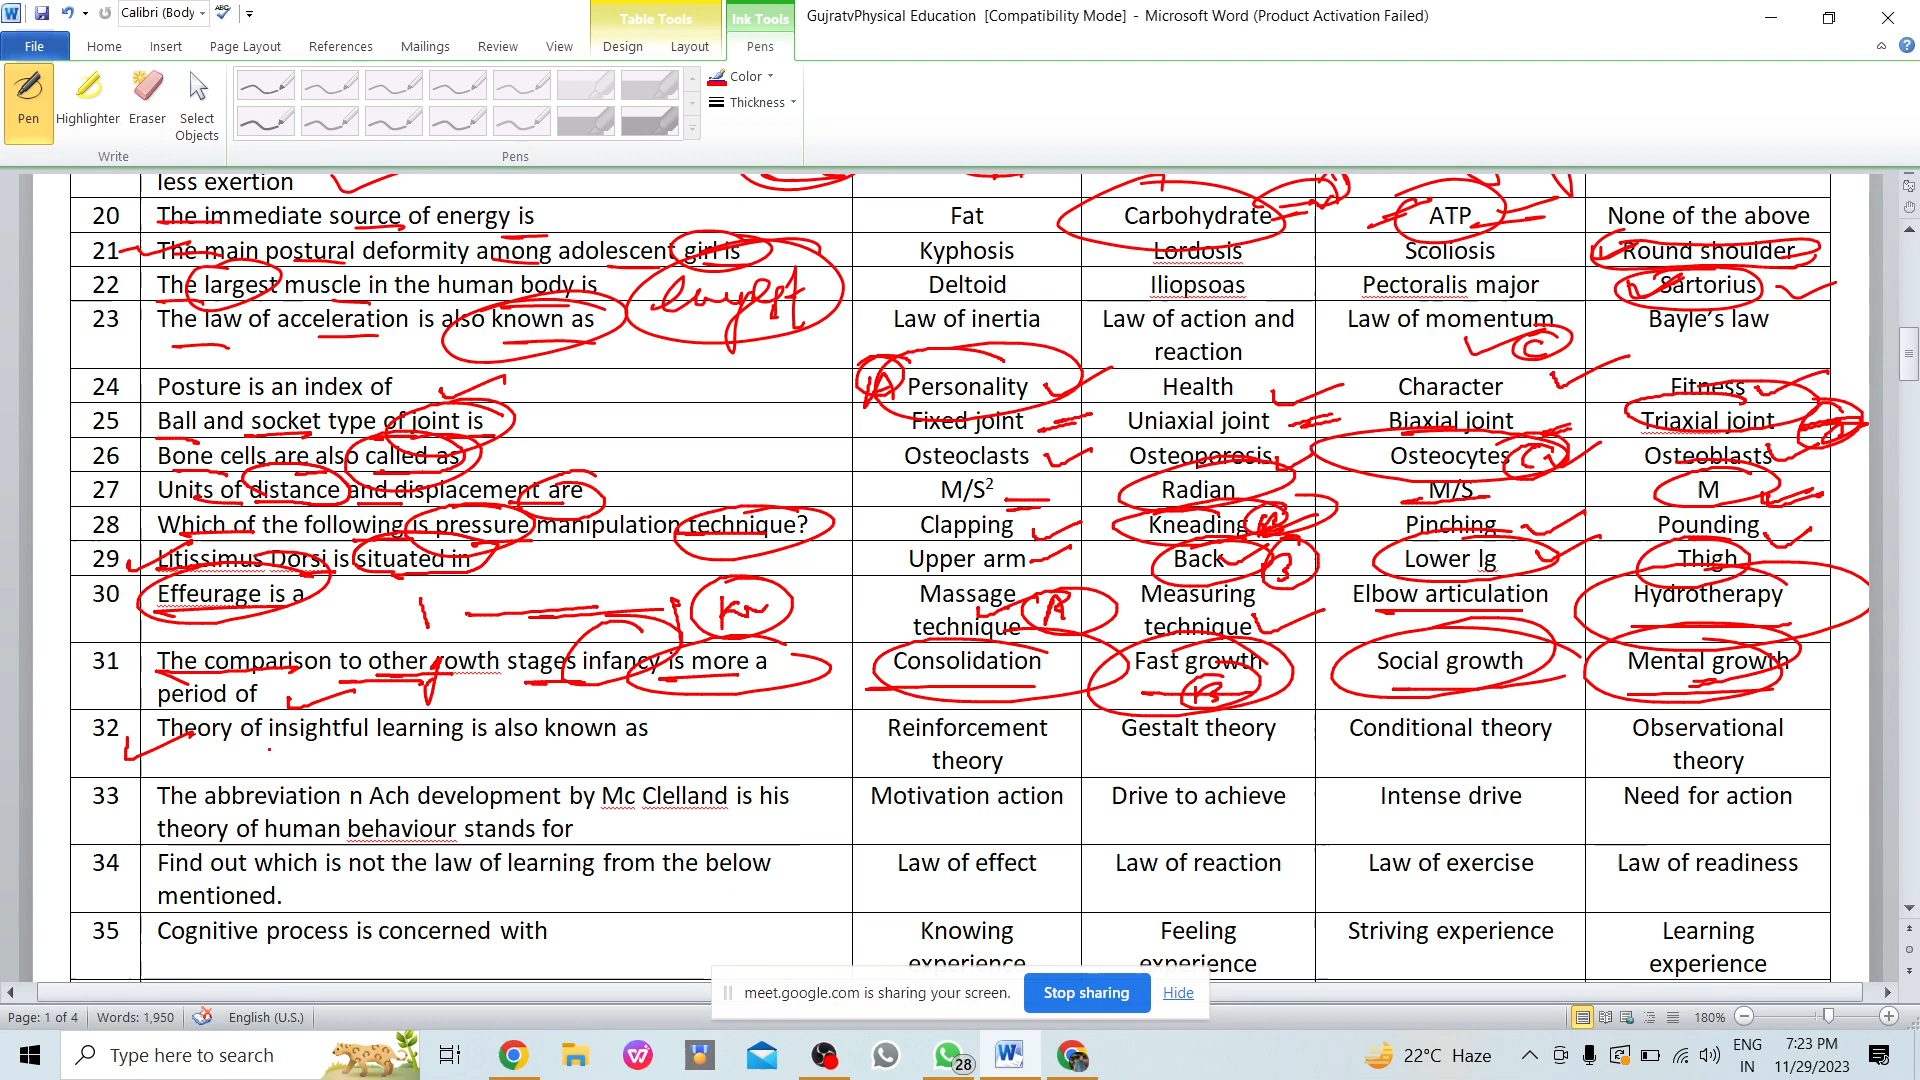 Calibri (Body
GujratvPhysical Education [Compatibility Mode] - Microsoft Word (Product Activation Failed)
Table Tools
Ink Tools
File
Home
Insert
Page Layout
References
Mailings
Review
View
Design
Layout
Pens
Pen
Highlighter
Eraser
Select
Objects
Color
Thickness
Write
Pens
less exertion
20 The immediate source of energy is Fat Carbohydrate ATP None of the above
21 The main postural deformity among adolescent girl is Kyphosis Lordosis Scoliosis Round shoulder
22 The largest muscle in the human body is Deltoid Iliopsoas Pectoralis major Sartorius
23 The law of acceleration is also known as Law of inertia Law of action and Law of momentum Bayle's law
reaction
C
24 Posture is an index of Personality Health Character Fitness
A
25 Ball and socket type of joint is Fixed joint Uniaxial joint Biaxial joint Triaxial joint
26 Bone cells are also called as Osteoclasts Osteoporosis Osteocytes Osteoblasts
C
27 Units of distance and displacement are M/S² Radian M/S M
28 Which of the following is pressure manipulation technique? Clapping Kneading Pinching Pounding
29 Litissimus Dorsi is situated in Upper arm Back Lower lg Thigh
B
30 Effeurage is a Massage Measuring Elbow articulation Hydrotherapy
technique technique
A
31 The comparison to other rowth stages infancy is more a Consolidation Fast growth Social growth Mental growth
period of
g
B
32 Theory of insightful learning is also known as Reinforcement Gestalt theory Conditional theory Observational
theory theory
33 The abbreviation n Ach development by Mc Clelland is his Motivation action Drive to achieve Intense drive Need for action
theory of human behaviour stands for
34 Find out which is not the law of learning from the below Law of effect Law of reaction Law of exercise Law of readiness
mentioned.
35 Cognitive process is concerned with Knowing Feeling Striving experience Learning
experience experience experience
meet.google.com is sharing your screen. Stop sharing Hide
Page: 1 of 4 Words: 1,950 English (U.S.) 180%
Type here to search
28
22°C Haze
ENG
IN
7:23 PM
11/29/2023